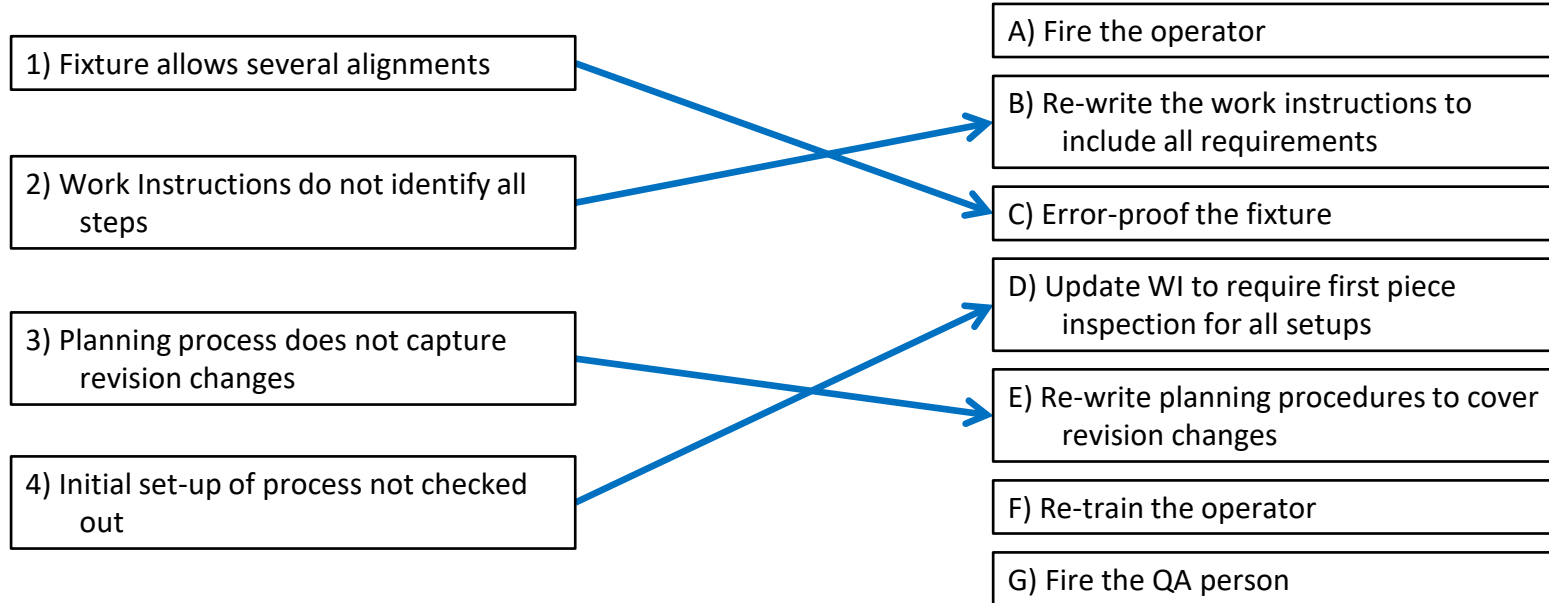 1) Fixture allows several alignments
2) Work Instructions do not identify all
steps
3) Planning process does not capture
revision changes
4) Initial set-up of process not checked
out
A) Fire the operator
B) Re-write the work instructions to
include all requirements
C) Error-proof the fixture
D) Update WI to require first piece
inspection for all setups
E) Re-write planning procedures to cover
revision changes
F) Re-train the operator
G) Fire the QA person